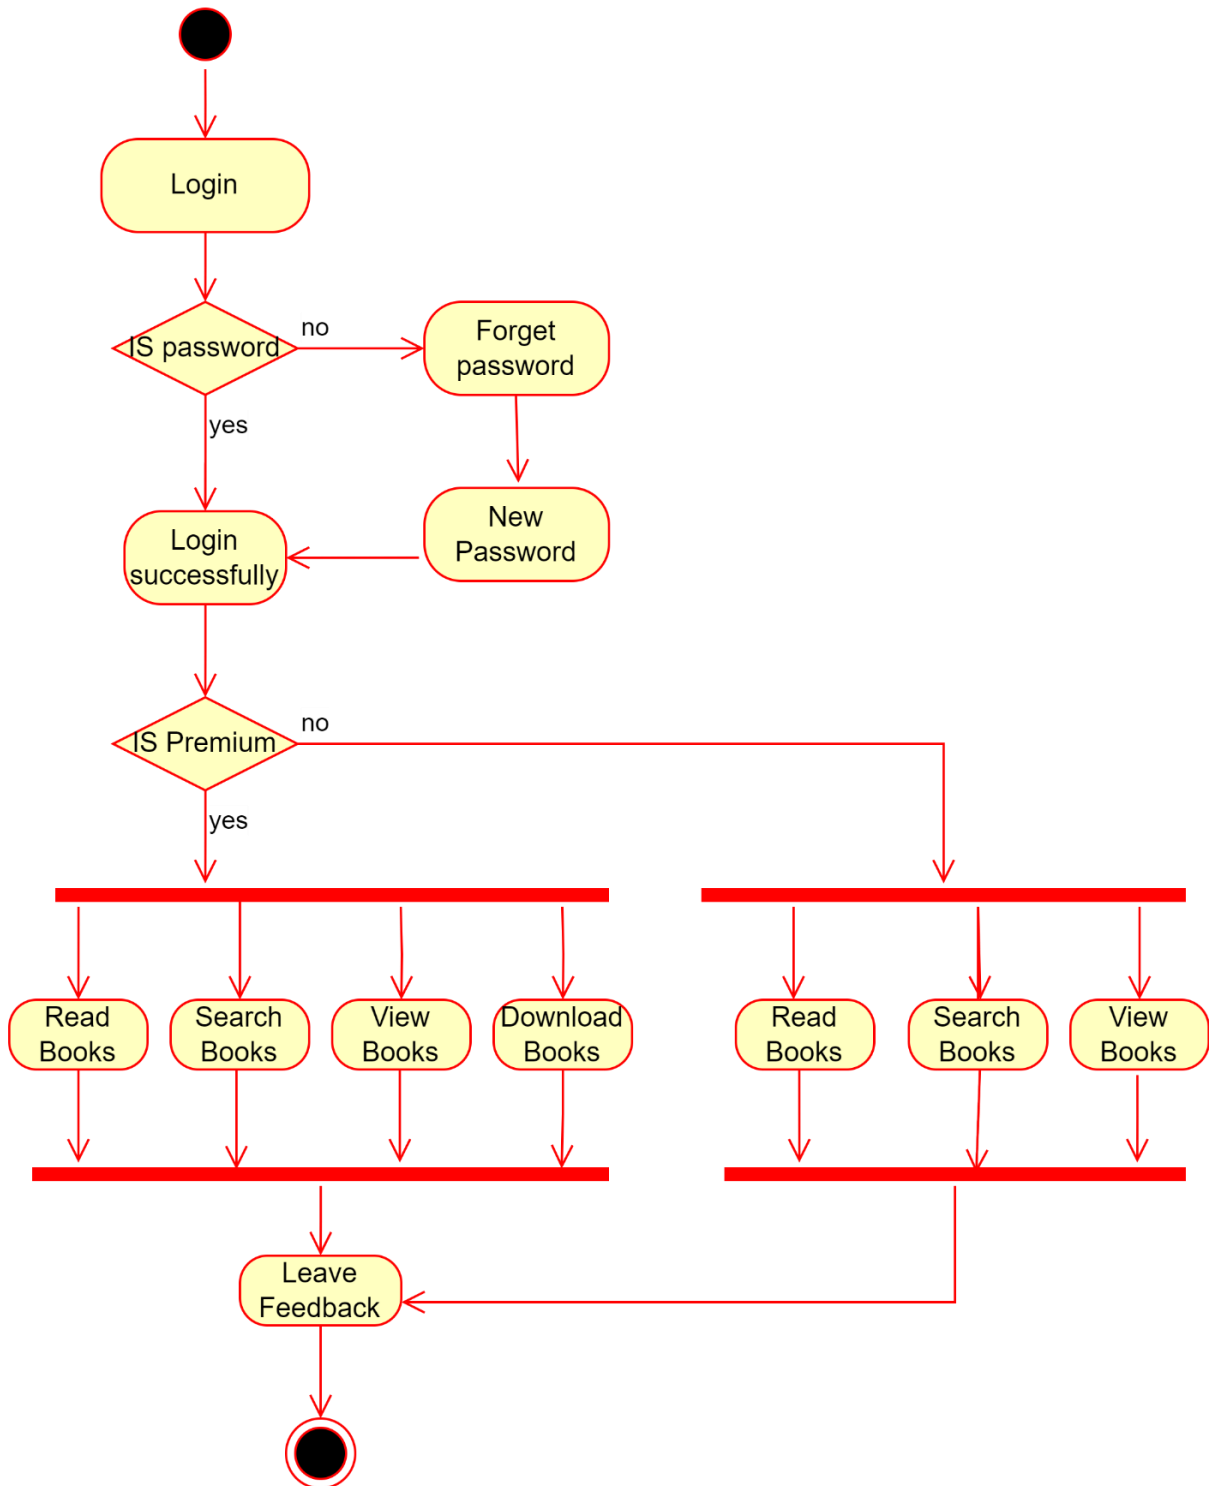 Login
IS password
no
Forget
password
yes
New
Password
Login
successfully
IS Premium
no
yes
Read
Books
Search
Books
View
Books
Download
Books
Read
Books
Search
Books
View
Books
Leave
Feedback